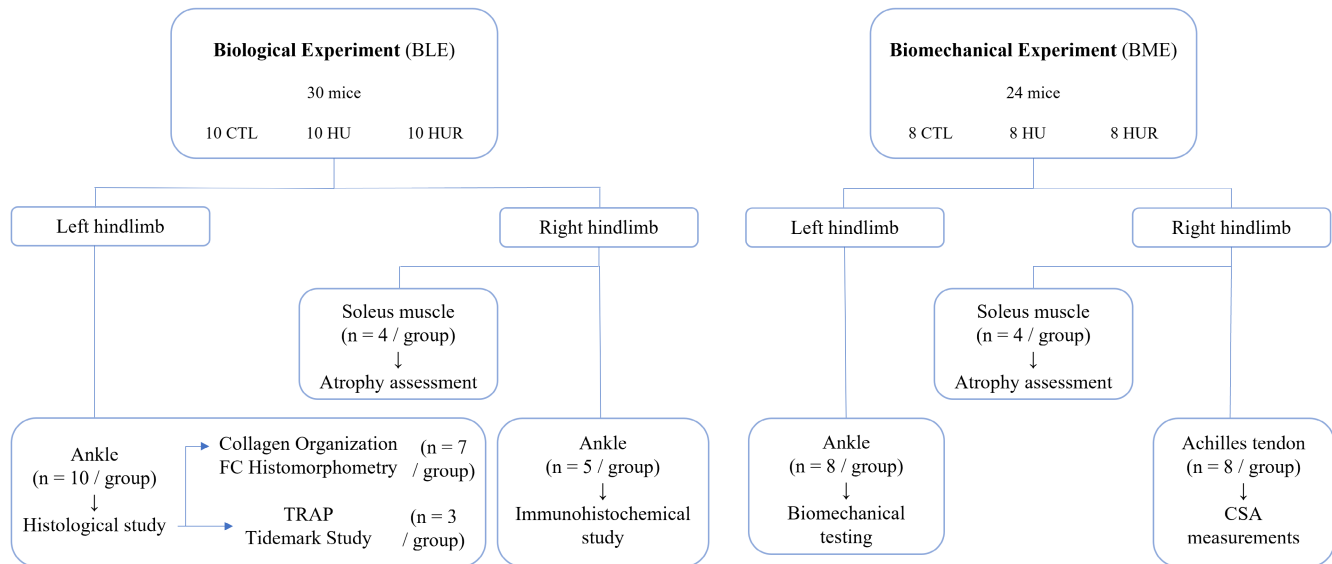 Biological Experiment (BLE)
30 mice
10 CTL 10 HU 10 HUR
Left hindlimb
Right hindlimb
Soleus muscle
(n = 4 / group)
↓
Atrophy assessment
Ankle
(n = 10 / group)
↓
Histological study
Collagen Organization
FC Histomorphometry
(n = 7
/ group)
TRAP
Tidemark Study
(n = 3
/ group)
Ankle
(n = 5 / group)
↓
Immunohistochemical
study
Biomechanical Experiment (BME)
24 mice
8 CTL 8 HU 8 HUR
Left hindlimb
Right hindlimb
Soleus muscle
(n = 4 / group)
↓
Atrophy assessment
Ankle
(n = 8 / group)
↓
Biomechanical
testing
Achilles tendon
(n = 8 / group)
↓
CSA
measurements